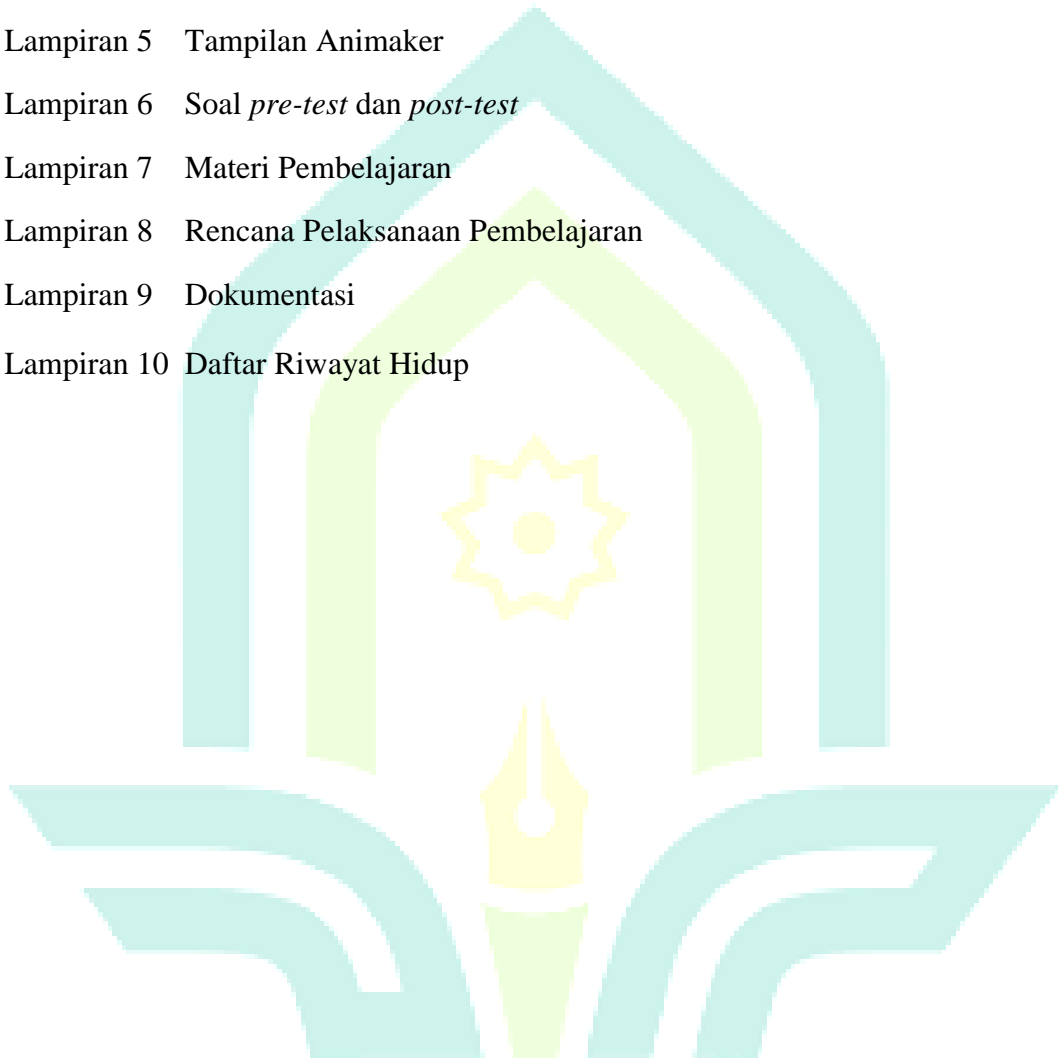 Lampiran 5 Tampilan Animaker
Lampiran 6 Soal pre-test dan post-test
Lampiran 7 Materi Pembelajaran
Lampiran 8 Rencana Pelaksanaan Pembelajaran
Lampiran 9 Dokumentasi
Lampiran 10 Daftar Riwayat Hidup